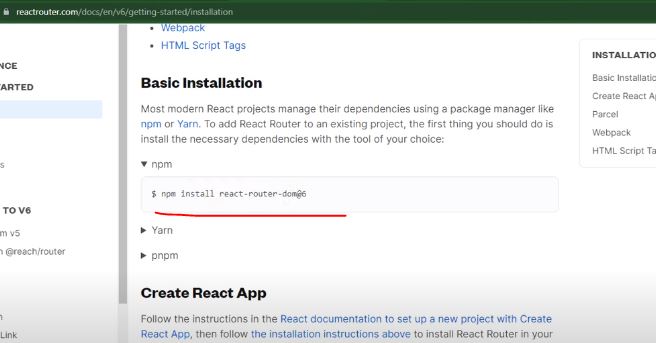 reactrouter.com/docs/en/v6/getting-started/installation
Webpack
HTML Script Tags
INSTALLATIO
NCE
Basic Installation
Basic Installatio
ARTED
Create React Ap
Most modern React projects manage their dependencies using a package manager like
Parcel
npm or Yarn. To add React Router to an existing project, the first thing you should do is
Webpack
install the necessary dependencies with the tool of your choice:
HTML Script Ta
s
npm
$ npm install react-router-dom@6
TO V6
Yarn
m v5
n @reach/router
pnpm
Create React App
n
Follow the instructions in the React documentation to set up a new project with Create
Link
React App, then follow the installation instructions above to install React Router in your